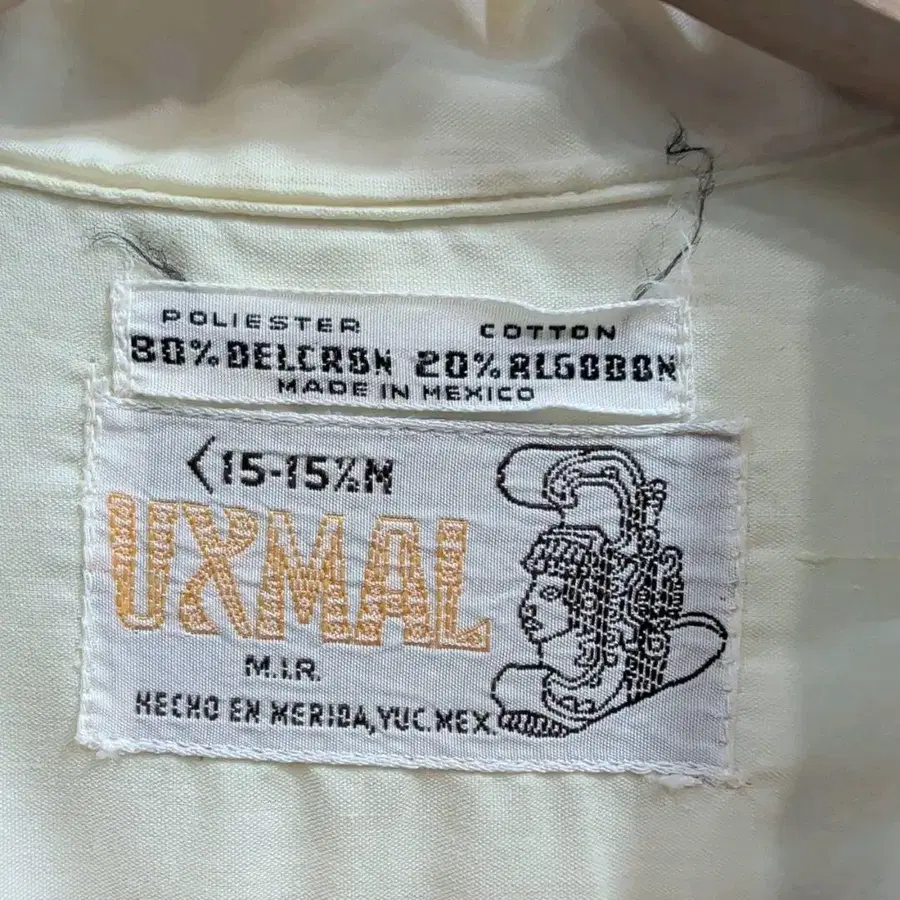 POLIESTER COTTON
80% DELCRON 20% ALGODON
MADE IN MEXICO
<15-15½M
UXMAL
M.I.R.
HECHO EN MERIDA, YUC. MEX.